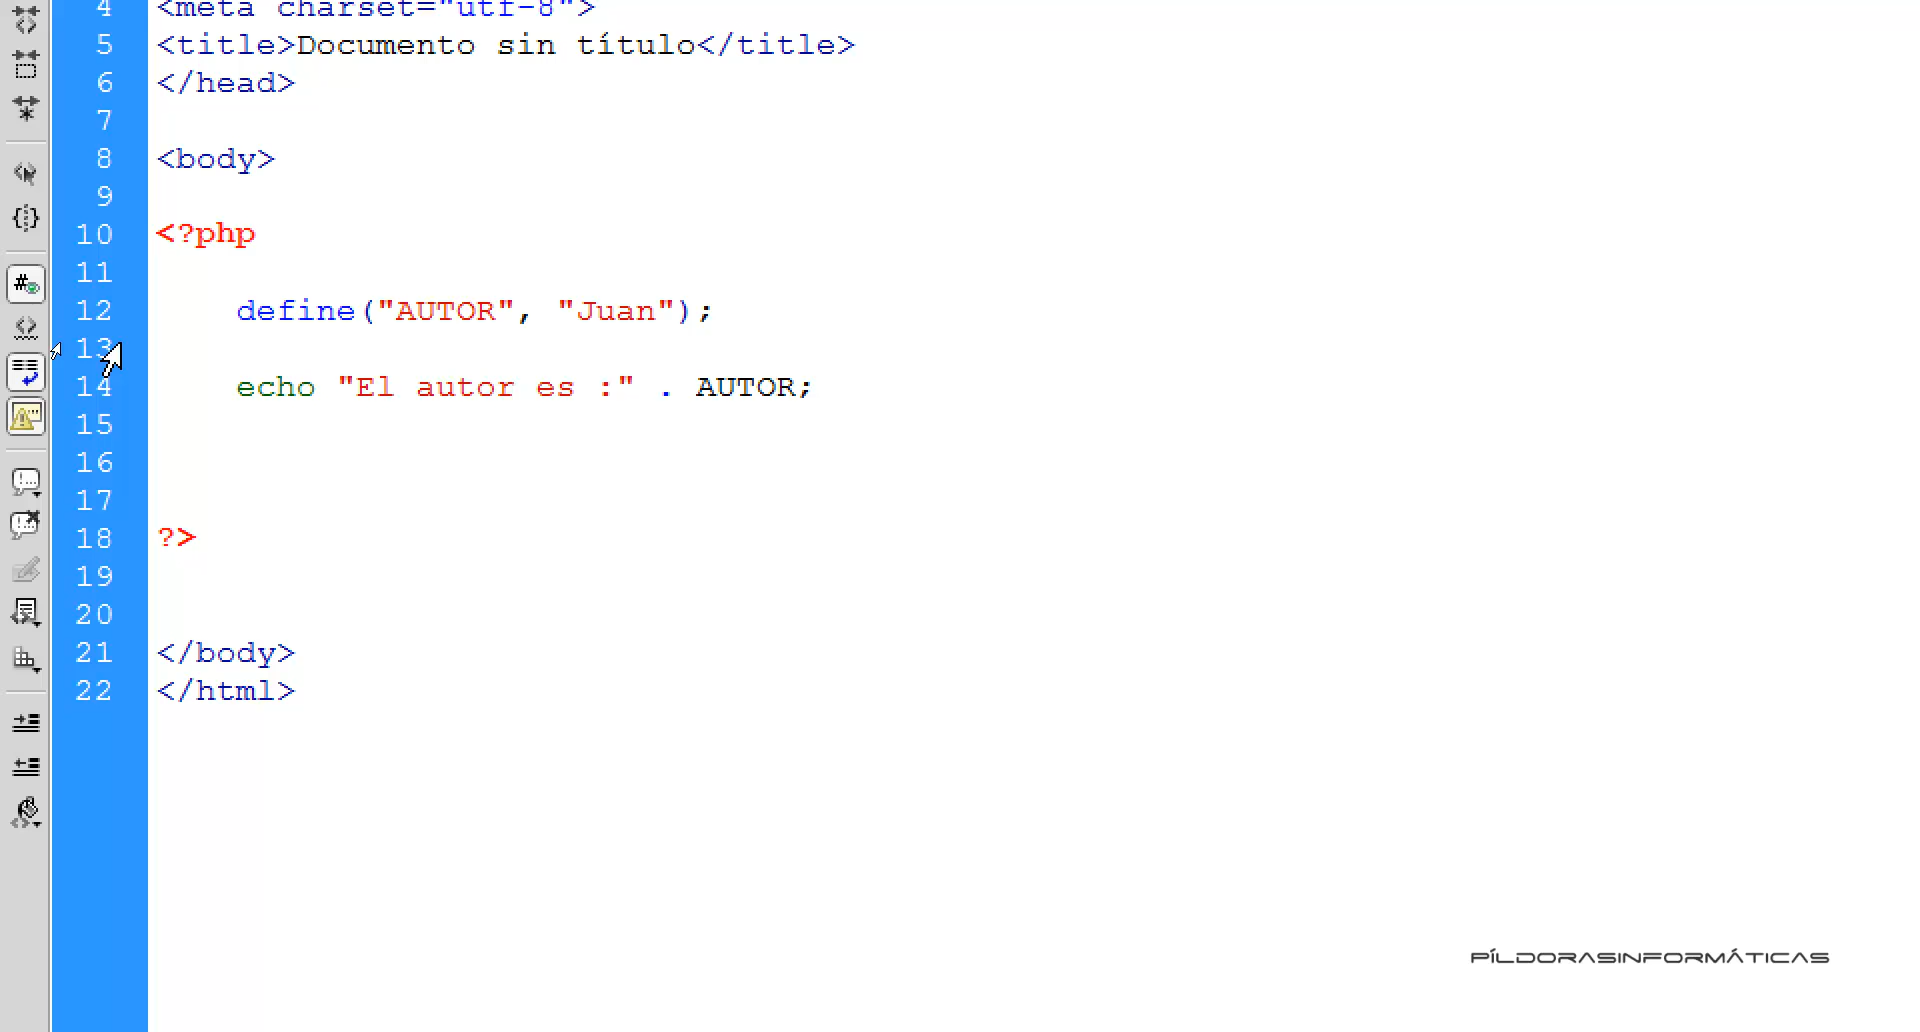 4 <meta charset="utf-8">
5 <title>Documento sin título</title>
6 </head>
7
8 <body>
9
10 <?php
11
12 define("AUTOR", "Juan");
13
14 echo "El autor es :" . AUTOR;
15
16
17
18 ?>
19
20
21 </body>
22 </html>
PÍLDORASINFORMÁTICAS